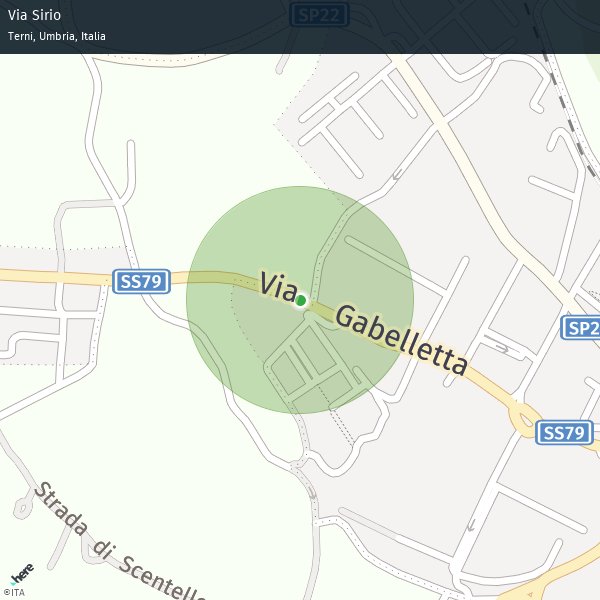 Via Sirio
Terni, Umbria, Italia
SP22
SS79
Via Gabelletta
SP2
SS79
Strada di Scentelle
here
©ITA